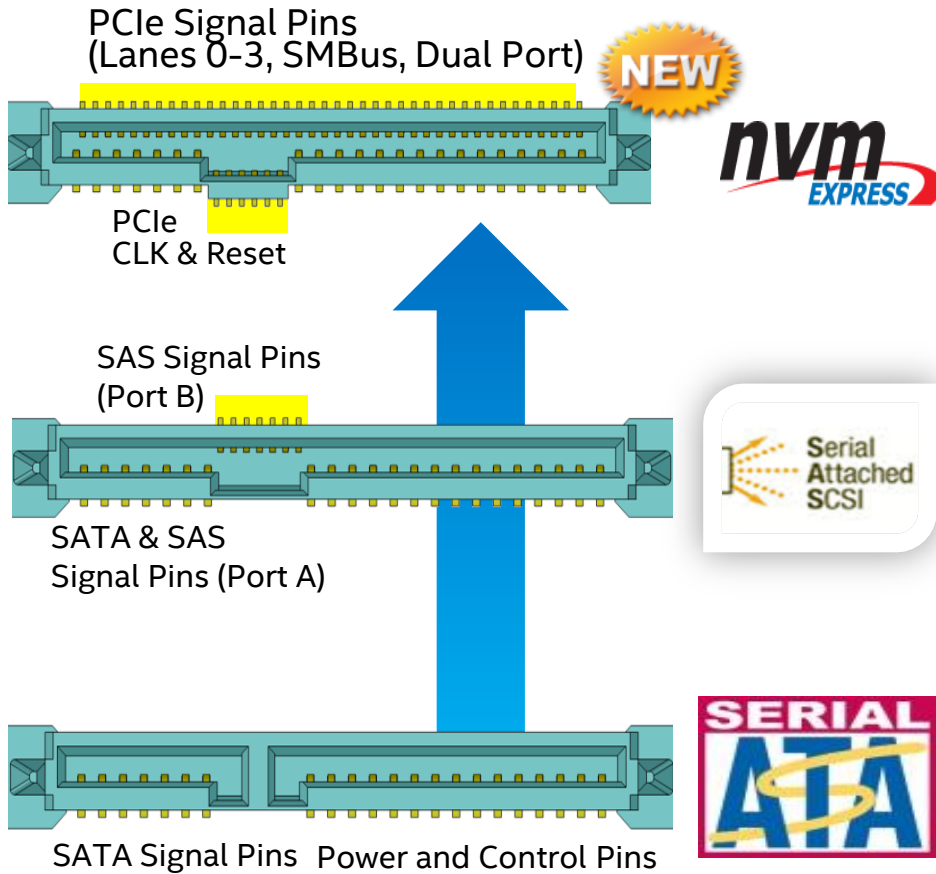 PCIe Signal Pins
(Lanes 0-3, SMBus, Dual Port)
NEW
nvm
EXPRESS
PCIe
CLK & Reset
SAS Signal Pins
(Port B)
Serial
Attached
SCSI
SATA & SAS
Signal Pins (Port A)
SERIAL
ATA
SATA Signal Pins
Power and Control Pins